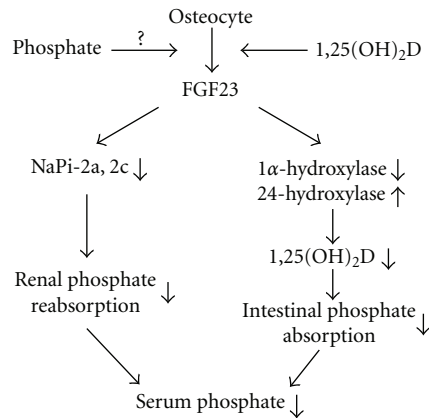 Osteocyte
Phosphate
?
1,25(OH)₂D
FGF23
NaPi-2a, 2c ↓
1α-hydroxylase ↓
24-hydroxylase ↑
1,25(OH)₂D ↓
Renal phosphate
reabsorption ↓
Intestinal phosphate
absorption ↓
Serum phosphate ↓